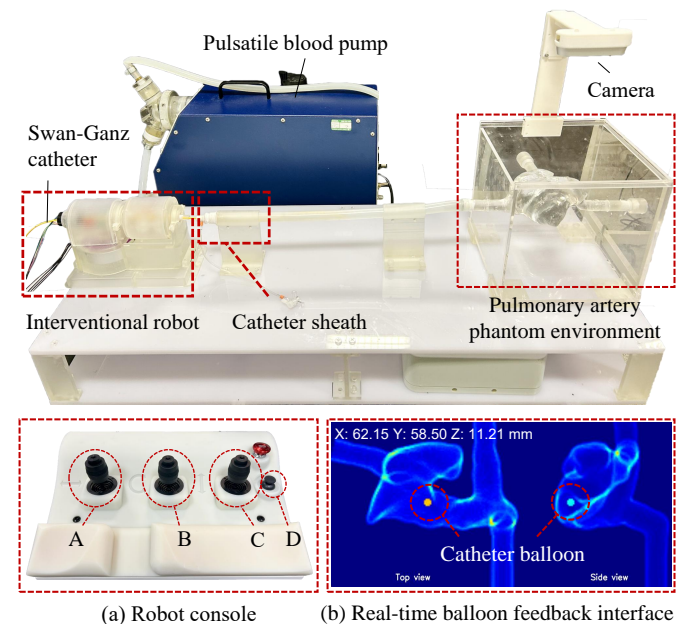 Pulsatile blood pump
Camera
Swan-Ganz
catheter
Interventional robot
Catheter sheath
Pulmonary artery
phantom environment
A
B
C
D
X: 62.15 Y: 58.50 Z: 11.21 mm
Catheter balloon
Top view
Side view
(a) Robot console
(b) Real-time balloon feedback interface